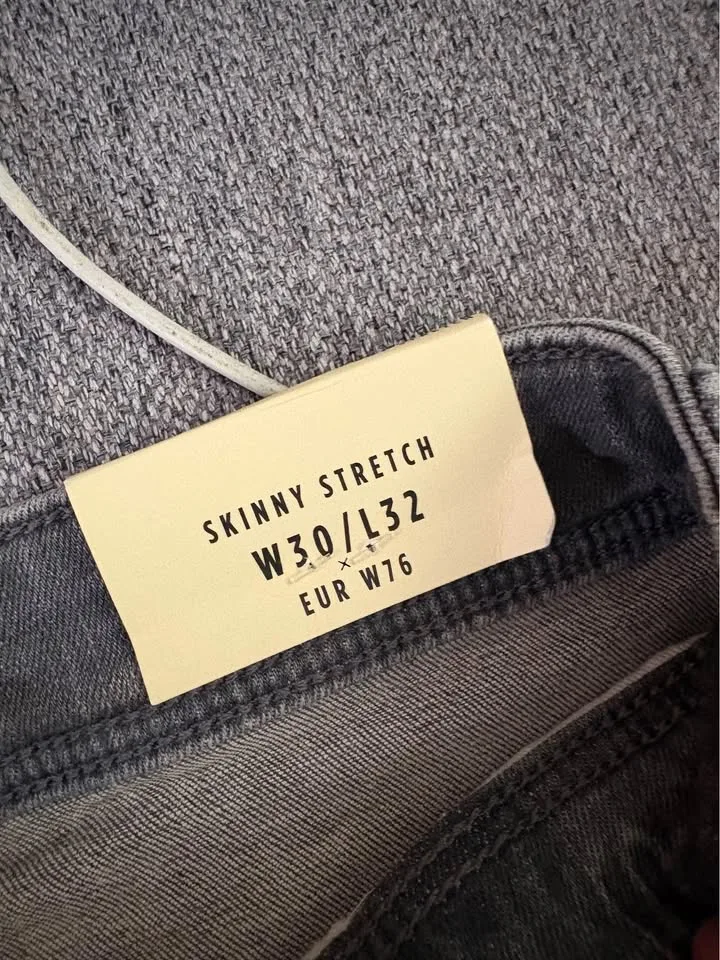 SKINNY STRETCH
W30/L32
×
EUR W76